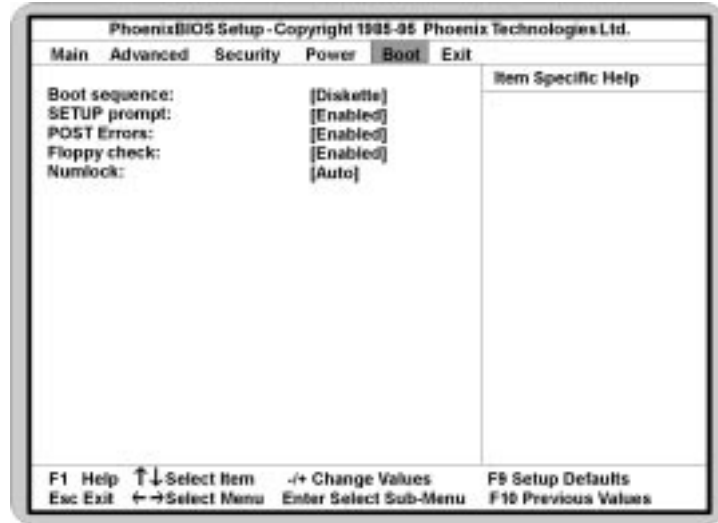 PhoenixBIOS Setup - Copyright 1985-95 Phoenix Technologies Ltd.
Main Advanced Security Power Boot Exit
Item Specific Help
Boot sequence: [Diskette]
SETUP prompt: [Enabled]
POST Errors: [Enabled]
Floppy check: [Enabled]
Numlock: [Auto]
F1 Help ↑↓Select Item -/+ Change Values F9 Setup Defaults
Esc Exit ←→Select Menu Enter Select Sub-Menu F10 Previous Values